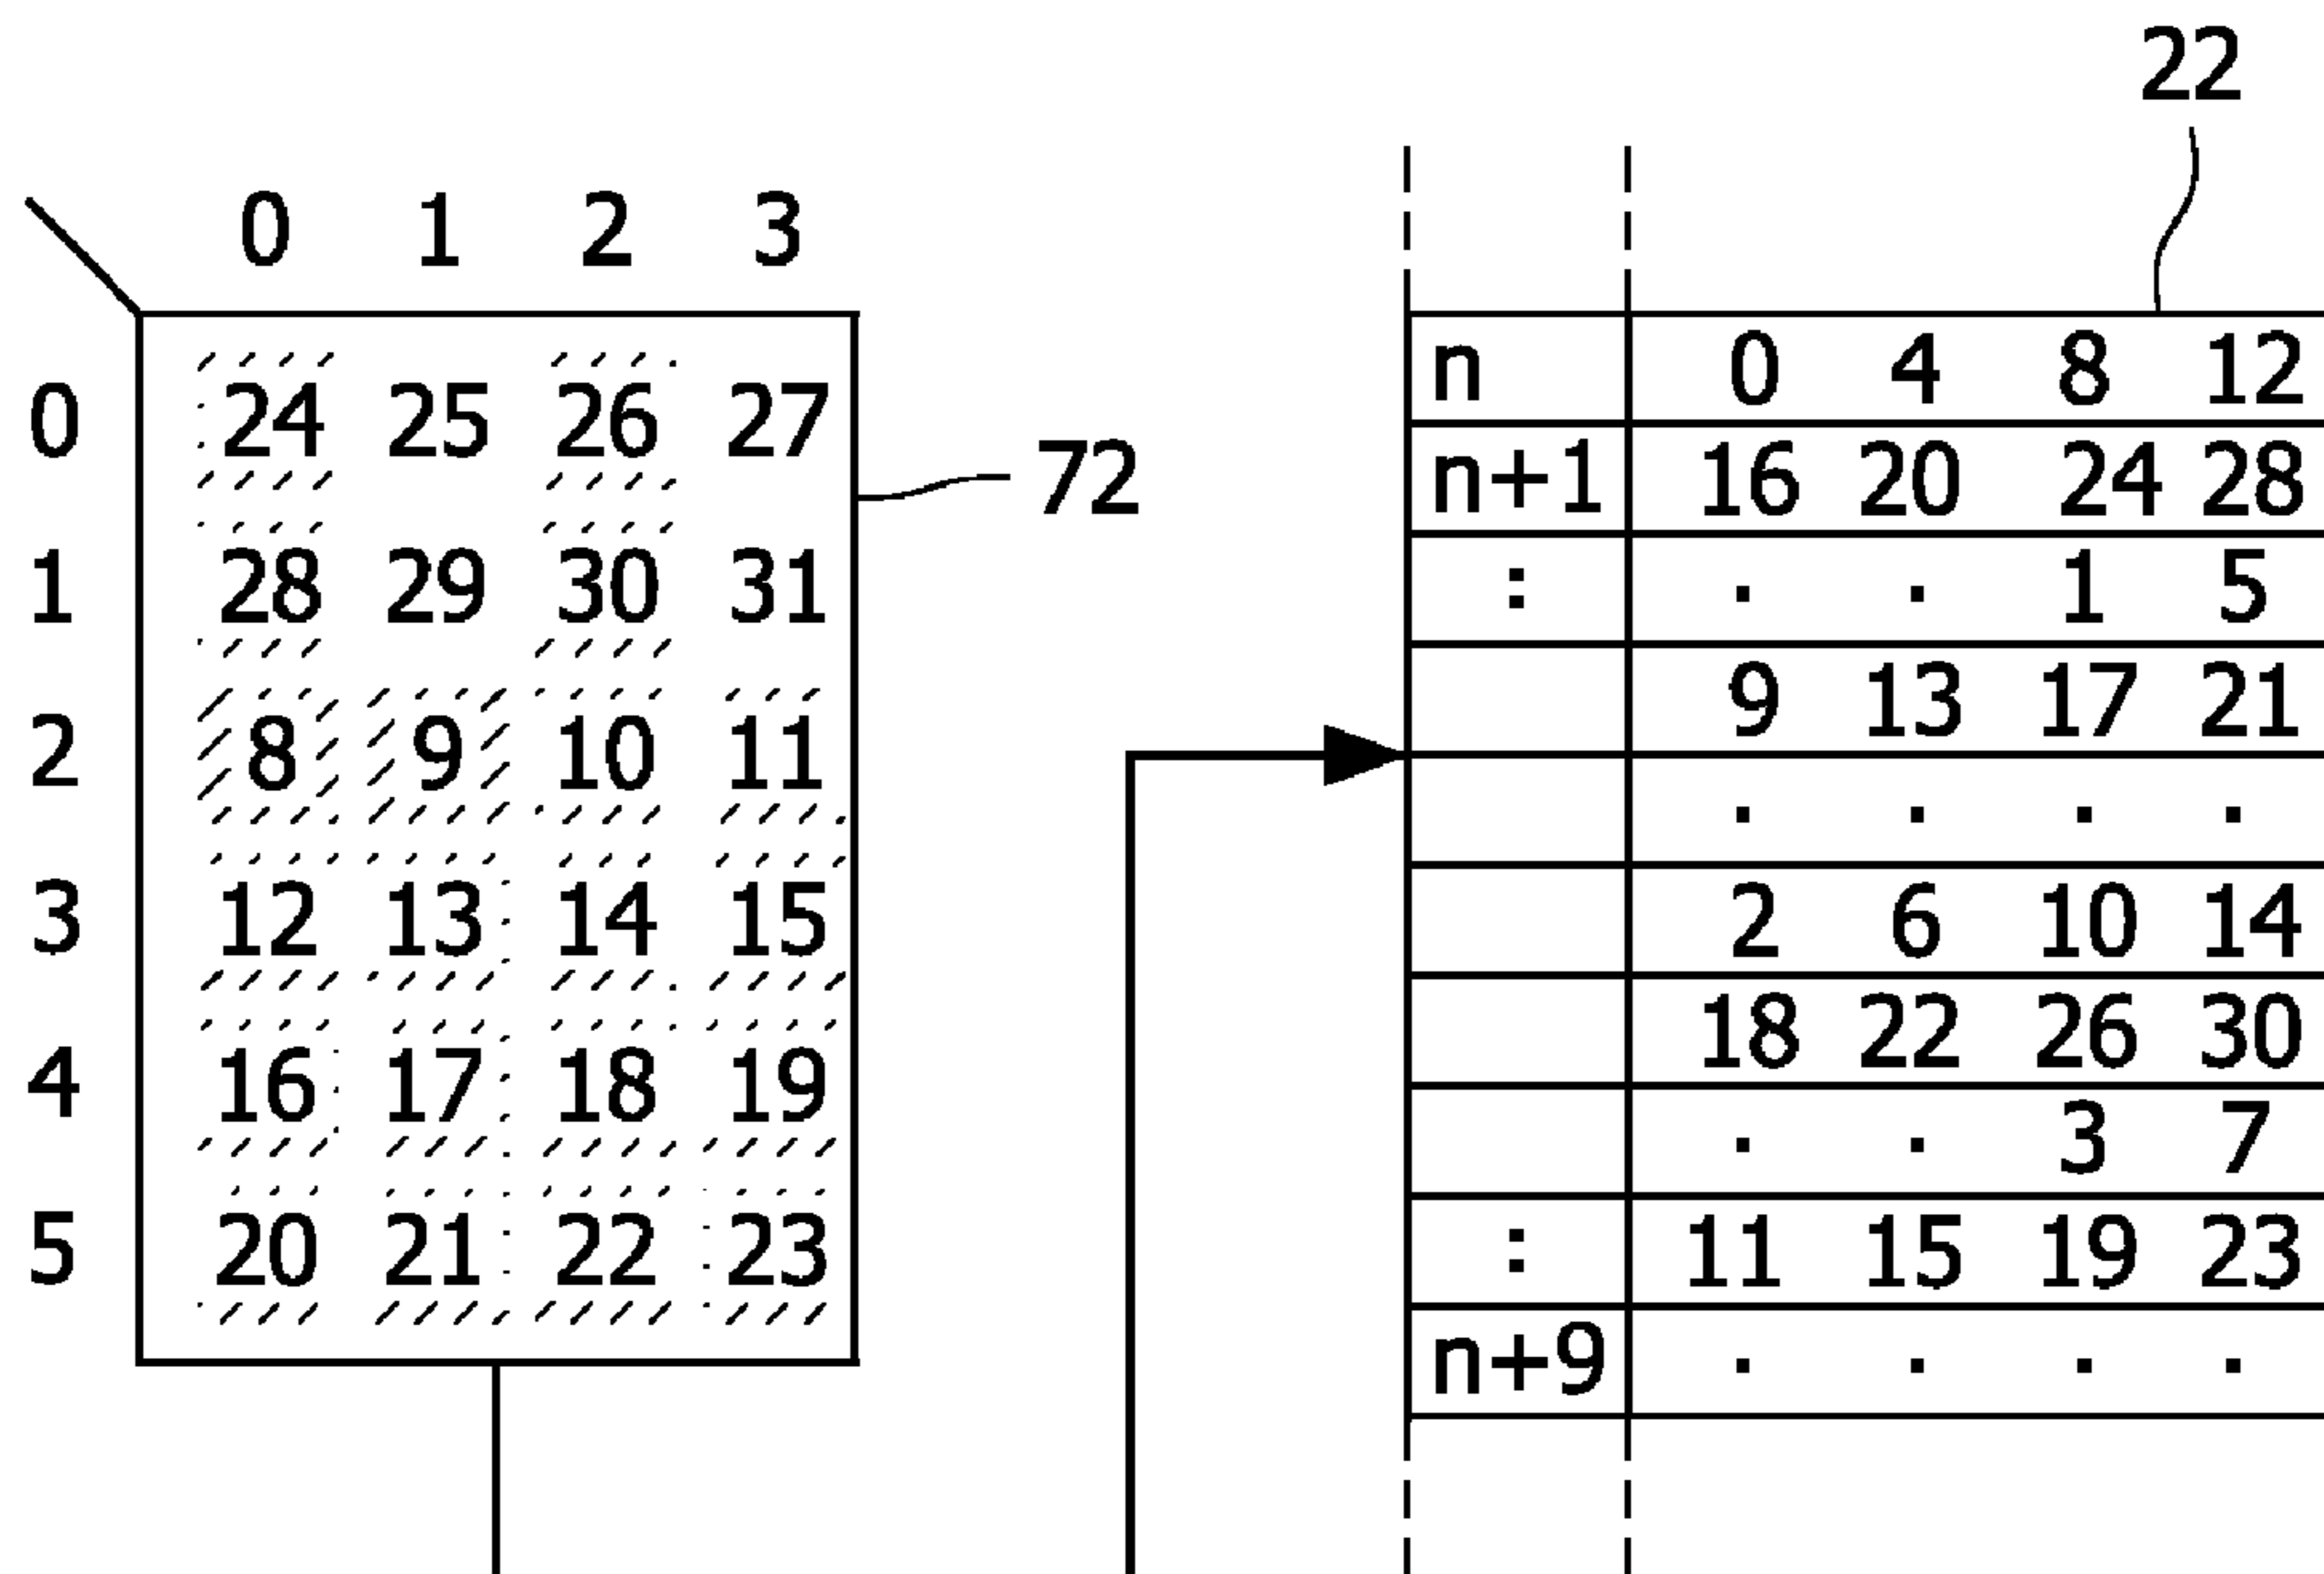 22
0 1 2 3
0 24 25 26 27
72
1 28 29 30 31
2 8 9 10 11
3 12 13 14 15
4 16 17 18 19
5 20 21 22 23
n 0 4 8 12
n+1 16 20 24 28
: . . 1 5
9 13 17 21
. . . .
2 6 10 14
18 22 26 30
. . 3 7
: 11 15 19 23
n+9 . . . .